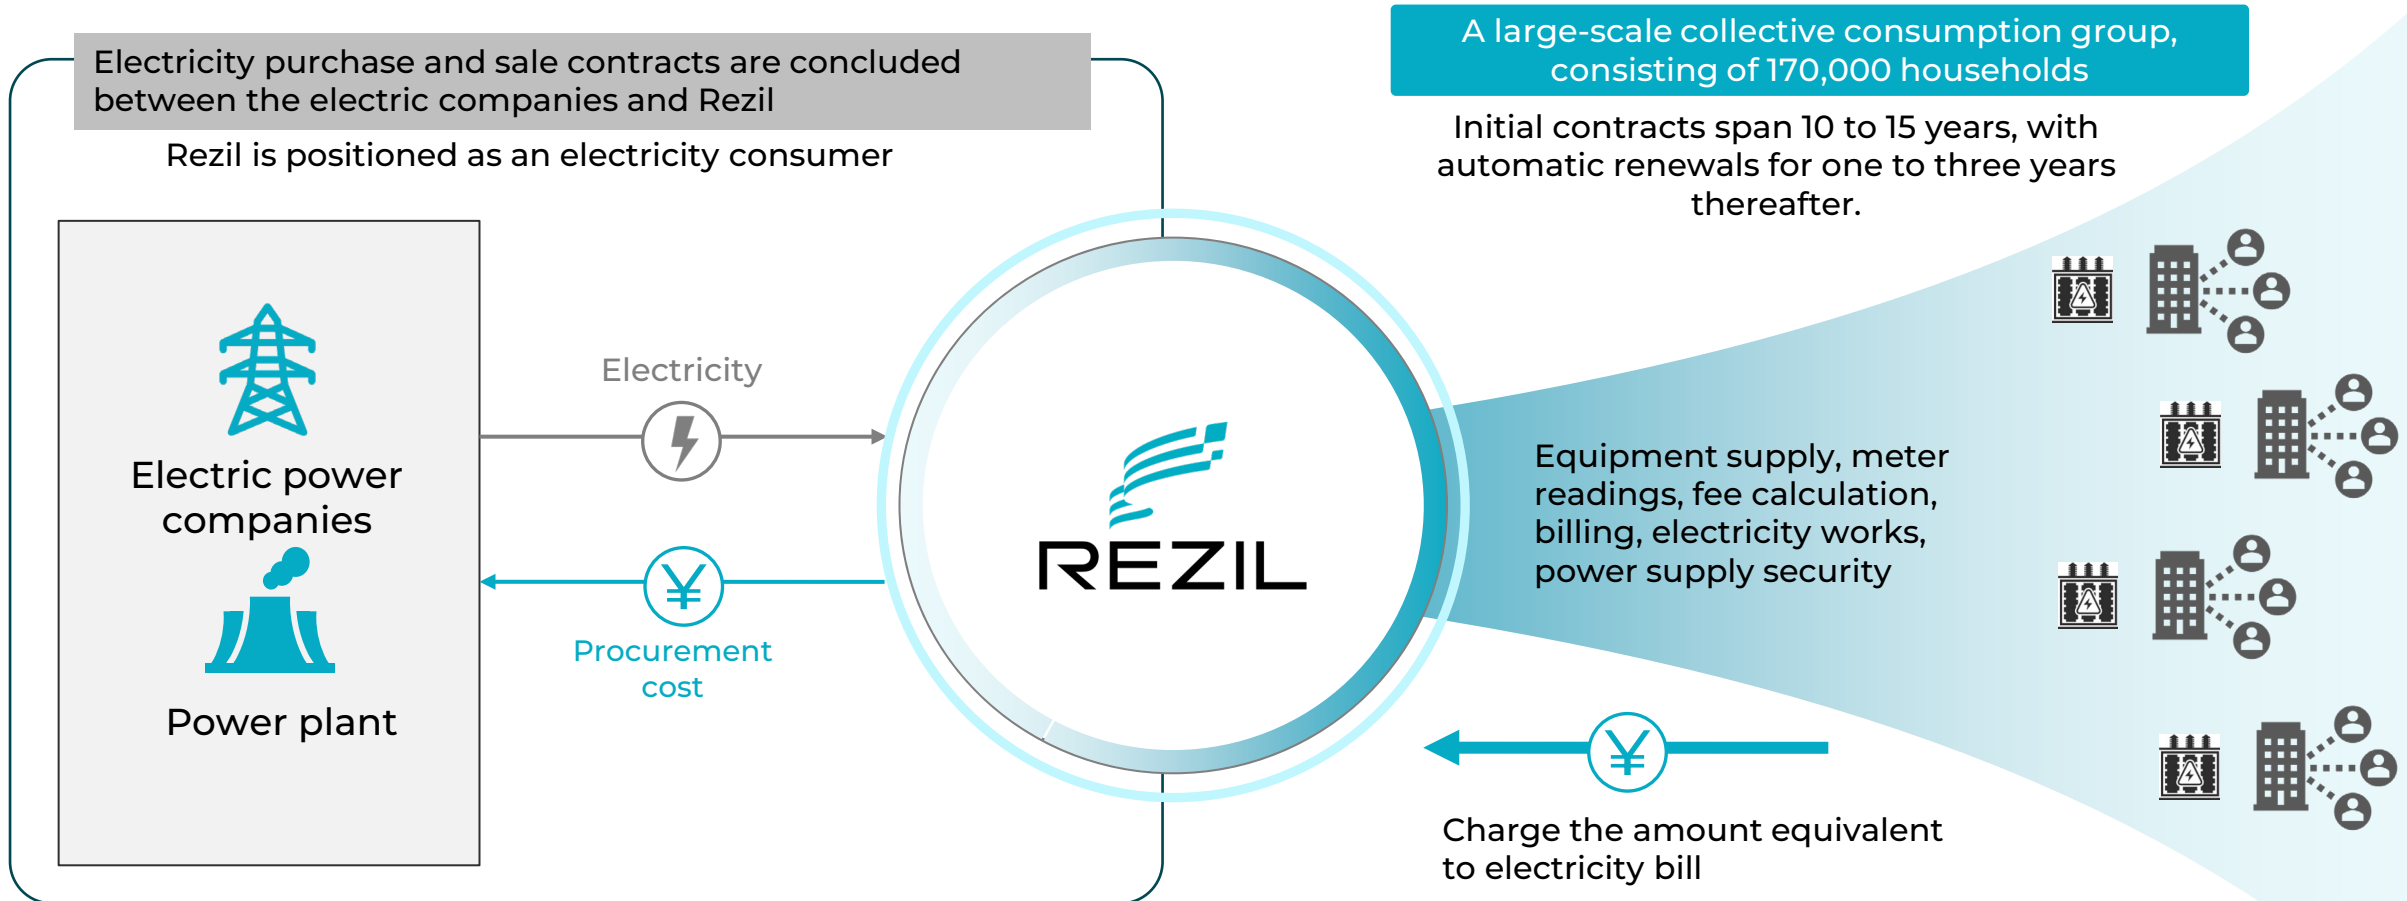 Electricity purchase and sale contracts are concluded
between the electric companies and Rezil
Rezil is positioned as an electricity consumer
Electric power
companies
Power plant
Electricity
¥
Procurement
cost
REZIL
A large-scale collective consumption group,
consisting of 170,000 households
Initial contracts span 10 to 15 years, with
automatic renewals for one to three years
thereafter.
Equipment supply, meter
readings, fee calculation,
billing, electricity works,
power supply security
¥
Charge the amount equivalent
to electricity bill